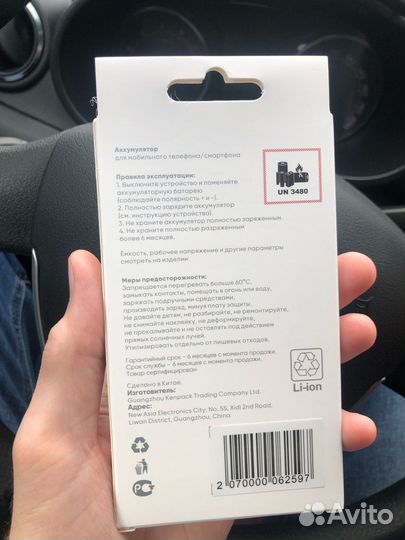 Аккумулятор
для мобильного телефона/смартфона
UN 3480
Правила эксплуатации:
1. Выключите устройство и поменяйте
аккумуляторную батарею
(соблюдайте полярность + и -).
2. Полностью зарядите аккумулятор
(см. инструкцию устройства).
3. Не храните аккумулятор полностью заряженным.
4. Не храните полностью разряженным
более 6 месяцев.
Ёмкость, рабочее напряжение и другие параметры
смотреть на изделии.
Меры предосторожности:
Запрещается перегревать больше 60°C,
замыкать контакты, помещать в огонь или воду,
заряжать подручными средствами,
производить заряд, минуя плату защиты.
Не давайте детям, не разбирайте, не ремонтируйте,
не снимайте наклейку, не деформируйте,
не прокалывайте и не оставляйте под действием
прямых солнечных лучей.
Утилизировать отдельно от пищевых отходов.
Гарантийный срок - 6 месяцев с момента продажи.
Срок службы - 6 месяцев с момента продажи.
Товар сертифицирован
Li-ion
Сделано в Китае.
Изготовитель:
Guangzhou Kenpack Trading Company Ltd.
Адрес:
New Asia Electronics City, No. 55, Xidi 2nd Road,
Liwan District, Guangzhou, China
2 070000 062597
Avito